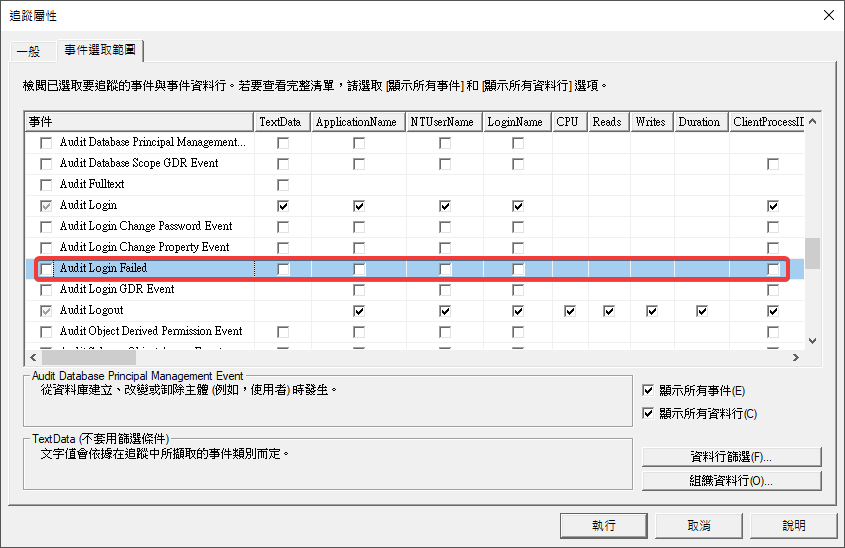 追蹤屬性
一般
事件選取範圍
檢閱已選取要追蹤的事件與事件資料行。若要查看完整清單，請選取 [顯示所有事件] 和 [顯示所有資料行] 選項。
事件 TextData ApplicationName NTUserName LoginName CPU Reads Writes Duration ClientProcessID
Audit Database Principal Management...
Audit Database Scope GDR Event
Audit Fulltext
Audit Login
Audit Login Change Password Event
Audit Login Change Property Event
Audit Login Failed
Audit Login GDR Event
Audit Logout
Audit Object Derived Permission Event
Audit Database Principal Management Event
從資料庫建立、改變或卸除主體 (例如，使用者) 時發生。
顯示所有事件(E)
顯示所有資料行(C)
TextData (不套用篩選條件)
文字值會依據在追蹤中所擷取的事件類別而定。
資料行篩選(F)...
組織資料行(O)...
執行
取消
說明